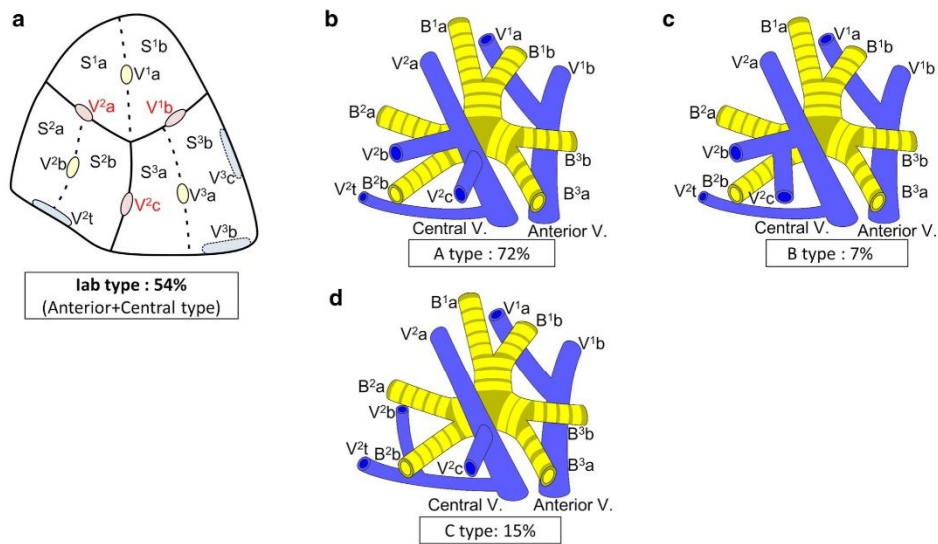 a
S¹a
S¹b
V¹a
V²a
V¹b
S²a
S³b
V²b
S²b
S³a
V³c
V³a
V²c
V²t
V³b
Iab type : 54%
(Anterior+Central type)
b
B¹a
V¹a
V²a
B¹b
V¹b
B²a
V²b
B³b
B²b
V²t
V²c
B³a
Central V.
Anterior V.
A type : 72%
c
B¹a
V¹a
V²a
B¹b
V¹b
B²a
V²b
B³b
B²b
V²t
V²c
B³a
Central V.
Anterior V.
B type : 7%
d
B¹a
V¹a
V²a
B¹b
V¹b
B²a
V²b
B³b
V²t
B²b
V²c
B³a
Central V.
Anterior V.
C type: 15%